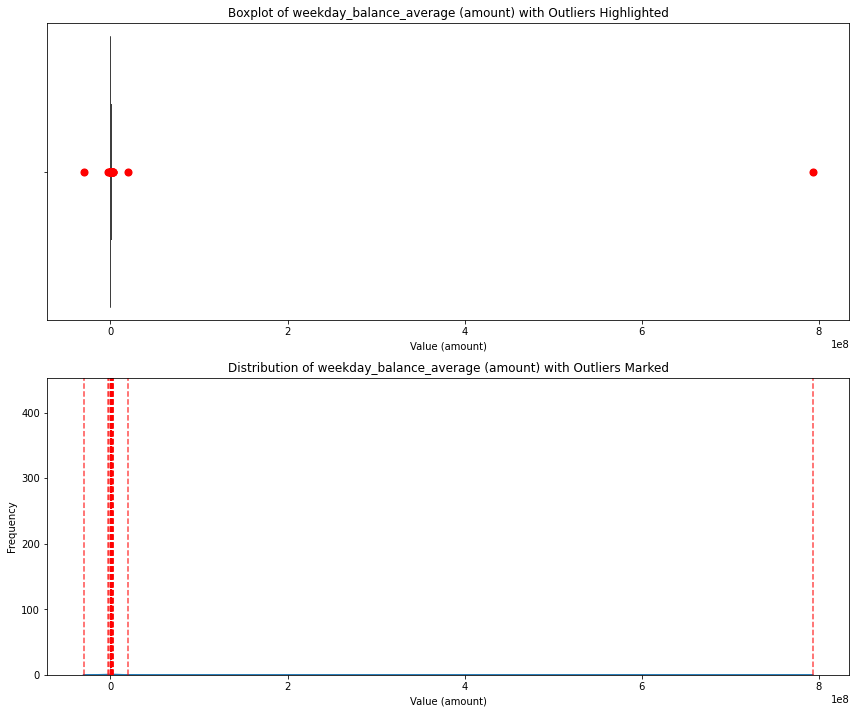 Boxplot of weekday_balance_average (amount) with Outliers Highlighted
0 2 4 6 8
1e8
Value (amount)
Distribution of weekday_balance_average (amount) with Outliers Marked
400
300
200
100
0
Frequency
0 2 4 6 8
1e8
Value (amount)